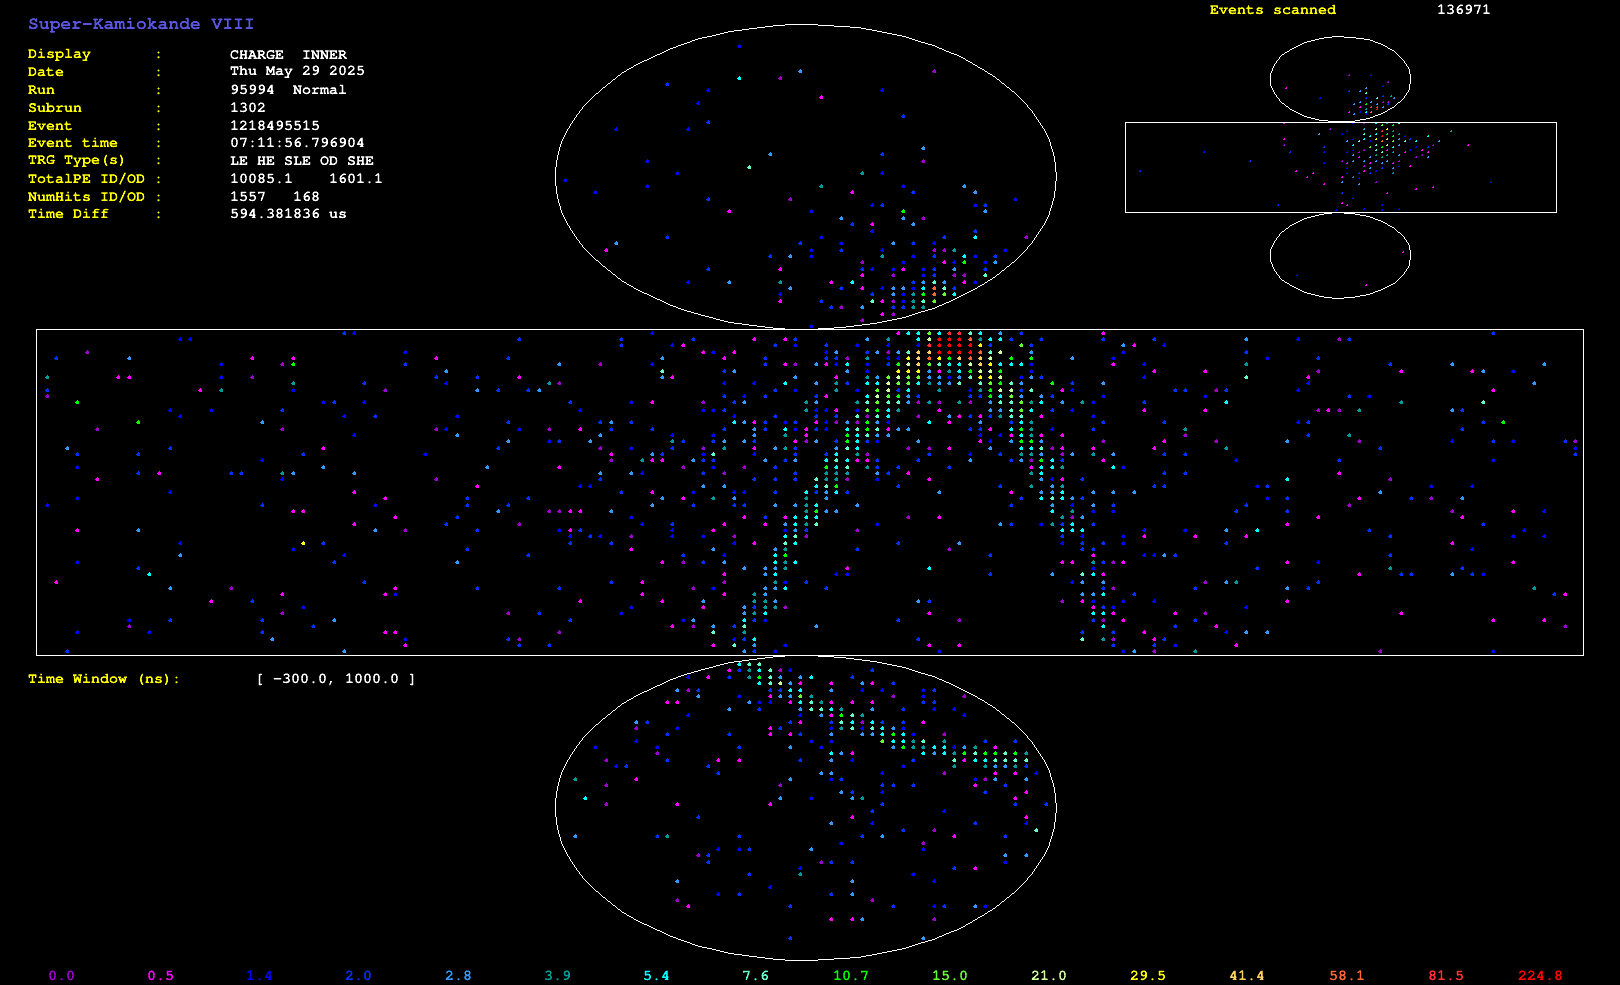 Super-Kamiokande VIII
Events scanned 136971
Display : CHARGE INNER
Date : Thu May 29 2025
Run : 95994 Normal
Subrun : 1302
Event : 1218495515
Event time : 07:11:56.796904
TRG Type(s) : LE HE SLE OD SHE
TotalPE ID/OD : 10085.1 1601.1
NumHits ID/OD : 1557 168
Time Diff : 594.381836 us
Time Window (ns): [ -300.0, 1000.0 ]
0.0 0.5 1.4 2.0 2.8 3.9 5.4 7.6 10.7 15.0 21.0 29.5 41.4 58.1 81.5 224.8